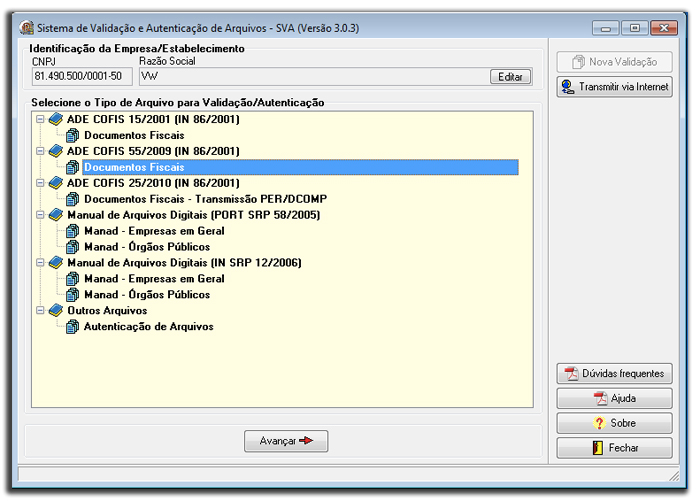 Sistema de Validação e Autenticação de Arquivos - SVA (Versão 3.0.3)
Identificação da Empresa/Estabelecimento
CNPJ Razão Social
81.490.500/0001-50 VW Editar
Nova Validação
Transmitir via Internet
Selecione o Tipo de Arquivo para Validação/Autenticação
ADE COFIS 15/2001 (IN 86/2001)
Documentos Fiscais
ADE COFIS 55/2009 (IN 86/2001)
Documentos Fiscais
ADE COFIS 25/2010 (IN 86/2001)
Documentos Fiscais - Transmissão PER/DCOMP
Manual de Arquivos Digitais (PORT SRP 58/2005)
Manad - Empresas em Geral
Manad - Órgãos Públicos
Manual de Arquivos Digitais (IN SRP 12/2006)
Manad - Empresas em Geral
Manad - Órgãos Públicos
Outros Arquivos
Autenticação de Arquivos
Dúvidas frequentes
Ajuda
Sobre
Fechar
Avançar